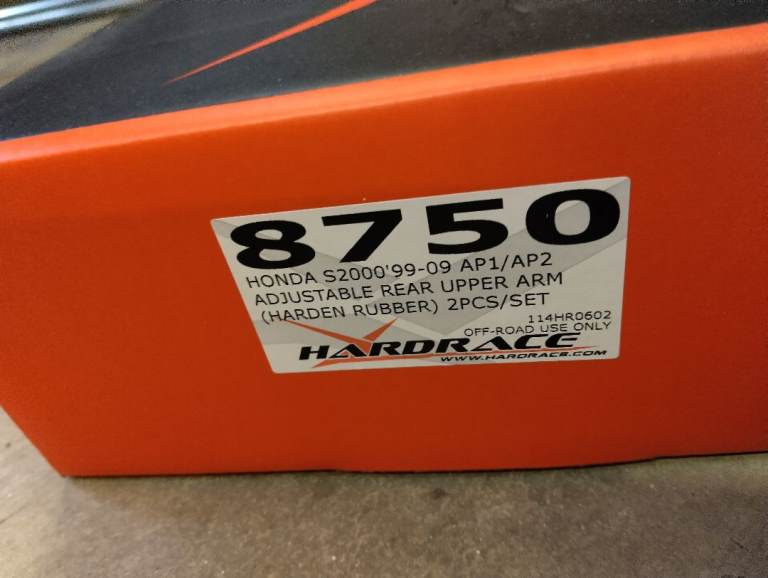 8750
HONDA S2000'99-09 AP1/AP2
ADJUSTABLE REAR UPPER ARM
(HARDEN RUBBER) 2PCS/SET
114HR0602
OFF-ROAD USE ONLY
HARDRACE
WWW.HARDRACE.COM